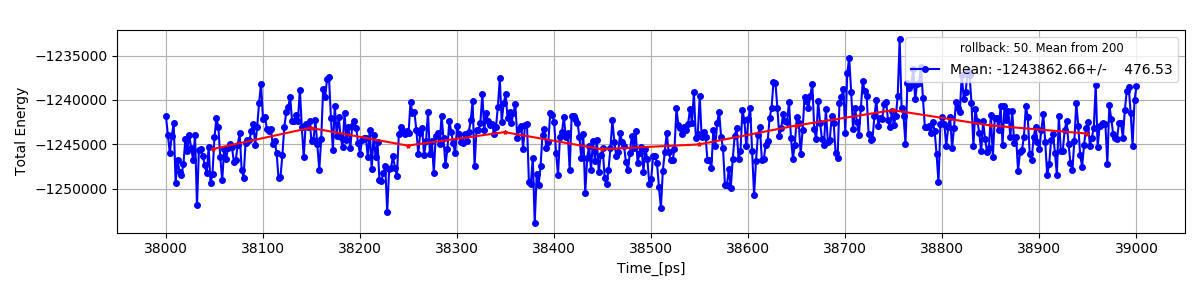 rollback: 50. Mean from 200
Mean: -1243862.66+/- 476.53
Total Energy
−1235000
−1240000
−1245000
−1250000
38000 38100 38200 38300 38400 38500 38600 38700 38800 38900 39000
Time_[ps]